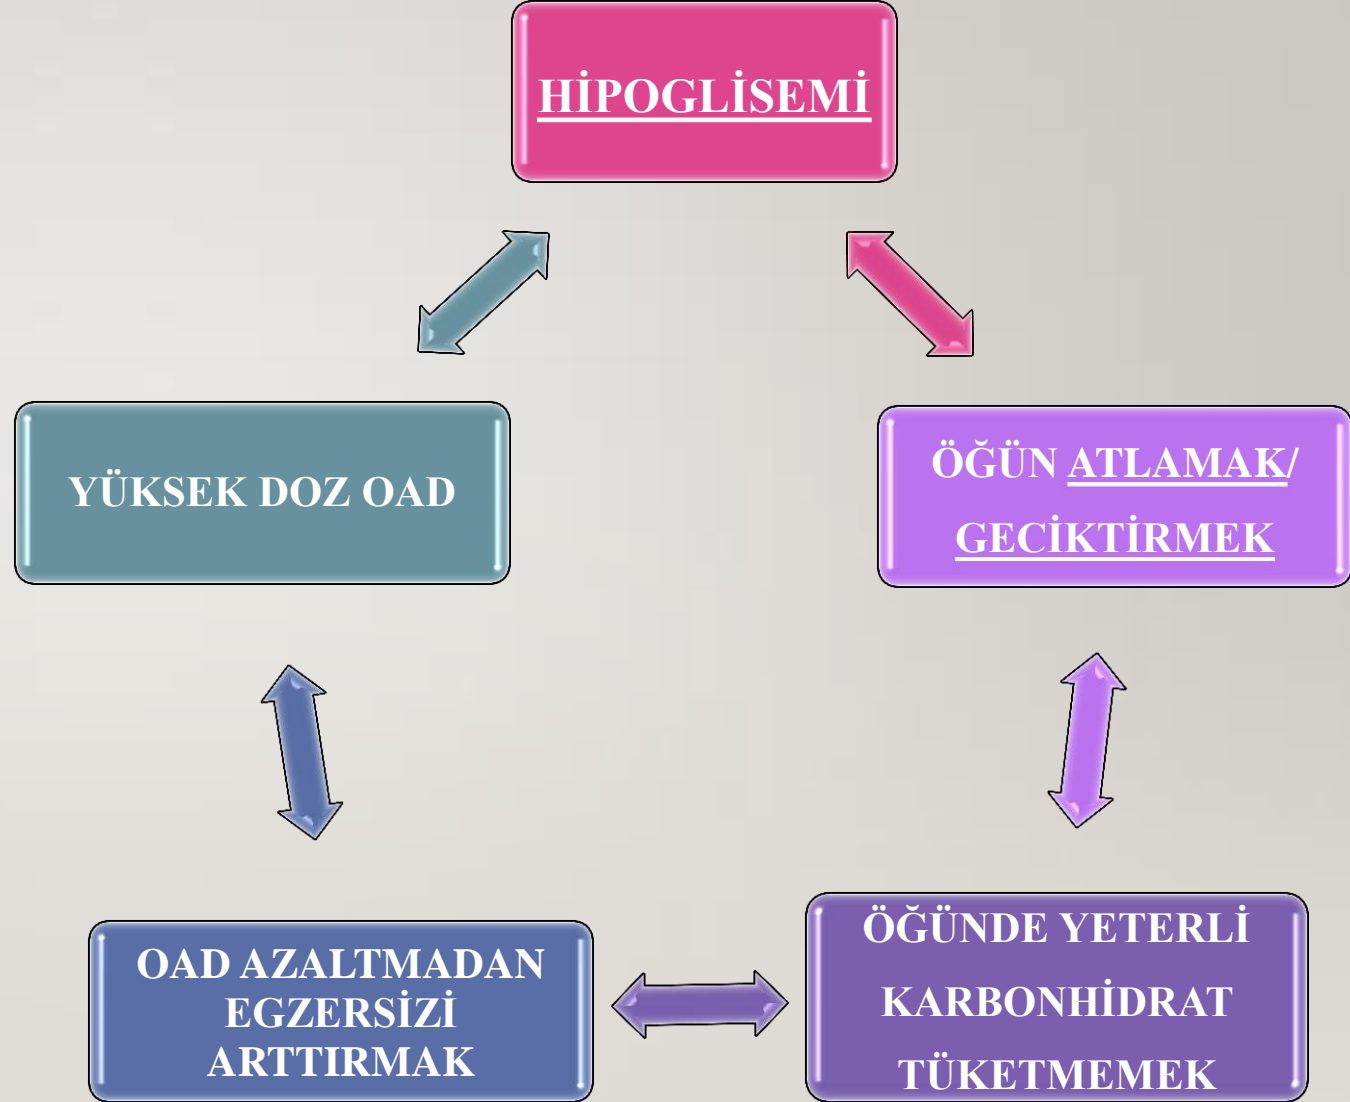 HİPOGLİSEMİ
YÜKSEK DOZ OAD
ÖĞÜN ATLAMAK/
GECİKTİRMEK
OAD AZALTMADAN
EGZERSİZİ
ARTTIRMAK
ÖĞÜNDE YETERLİ
KARBONHİDRAT
TÜKETMEMEK